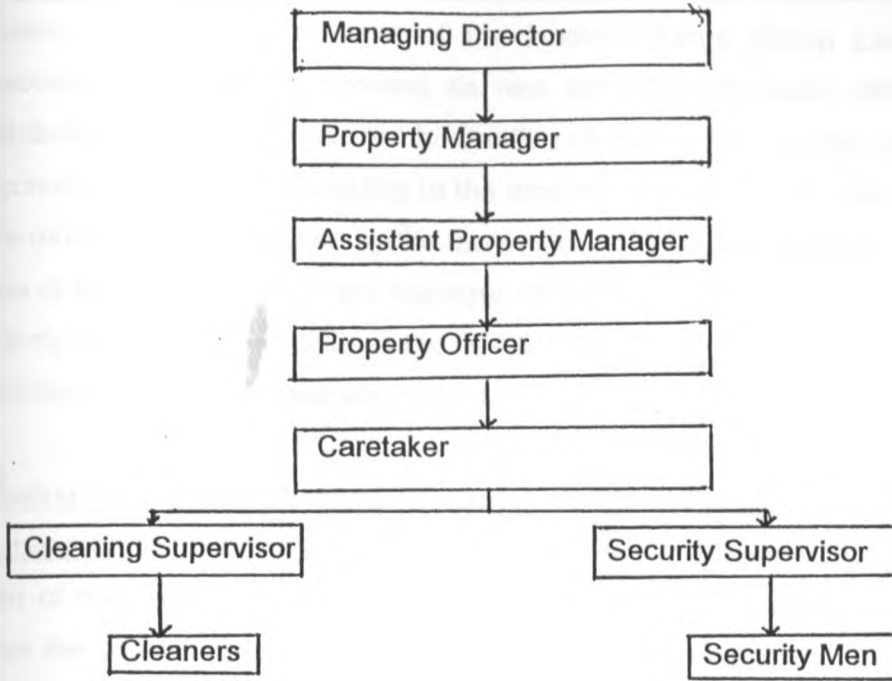 Managing Director
Property Manager
Assistant Property Manager
Property Officer
Caretaker
Cleaning Supervisor
Security Supervisor
Cleaners
Security Men